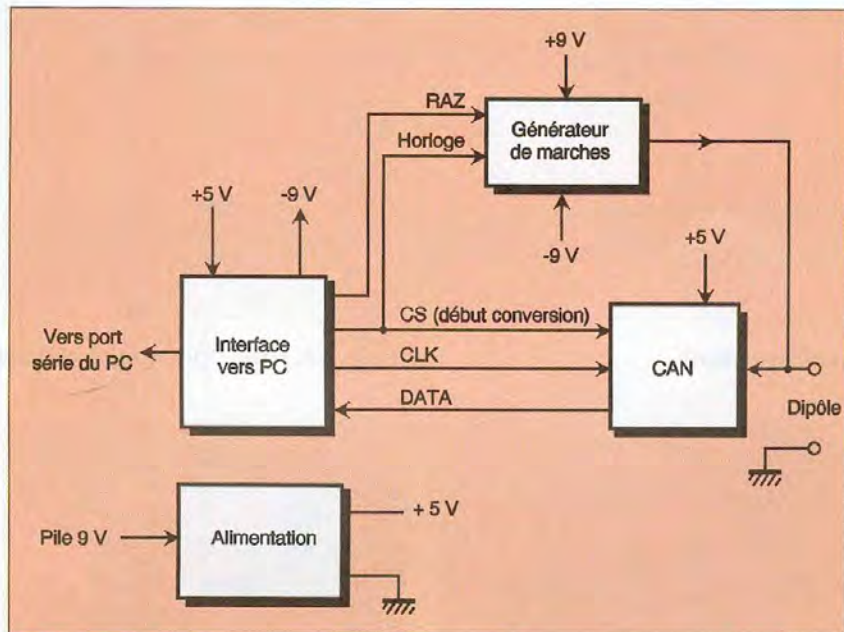 +9 V
RAZ
Générateur
de marches
Horloge
+5 V
-9 V
-9 V
+5 V
Vers port
série du PC
Interface
vers PC
CS (début conversion)
CLK
DATA
CAN
Dipôle
Pile 9 V
Alimentation
+ 5 V